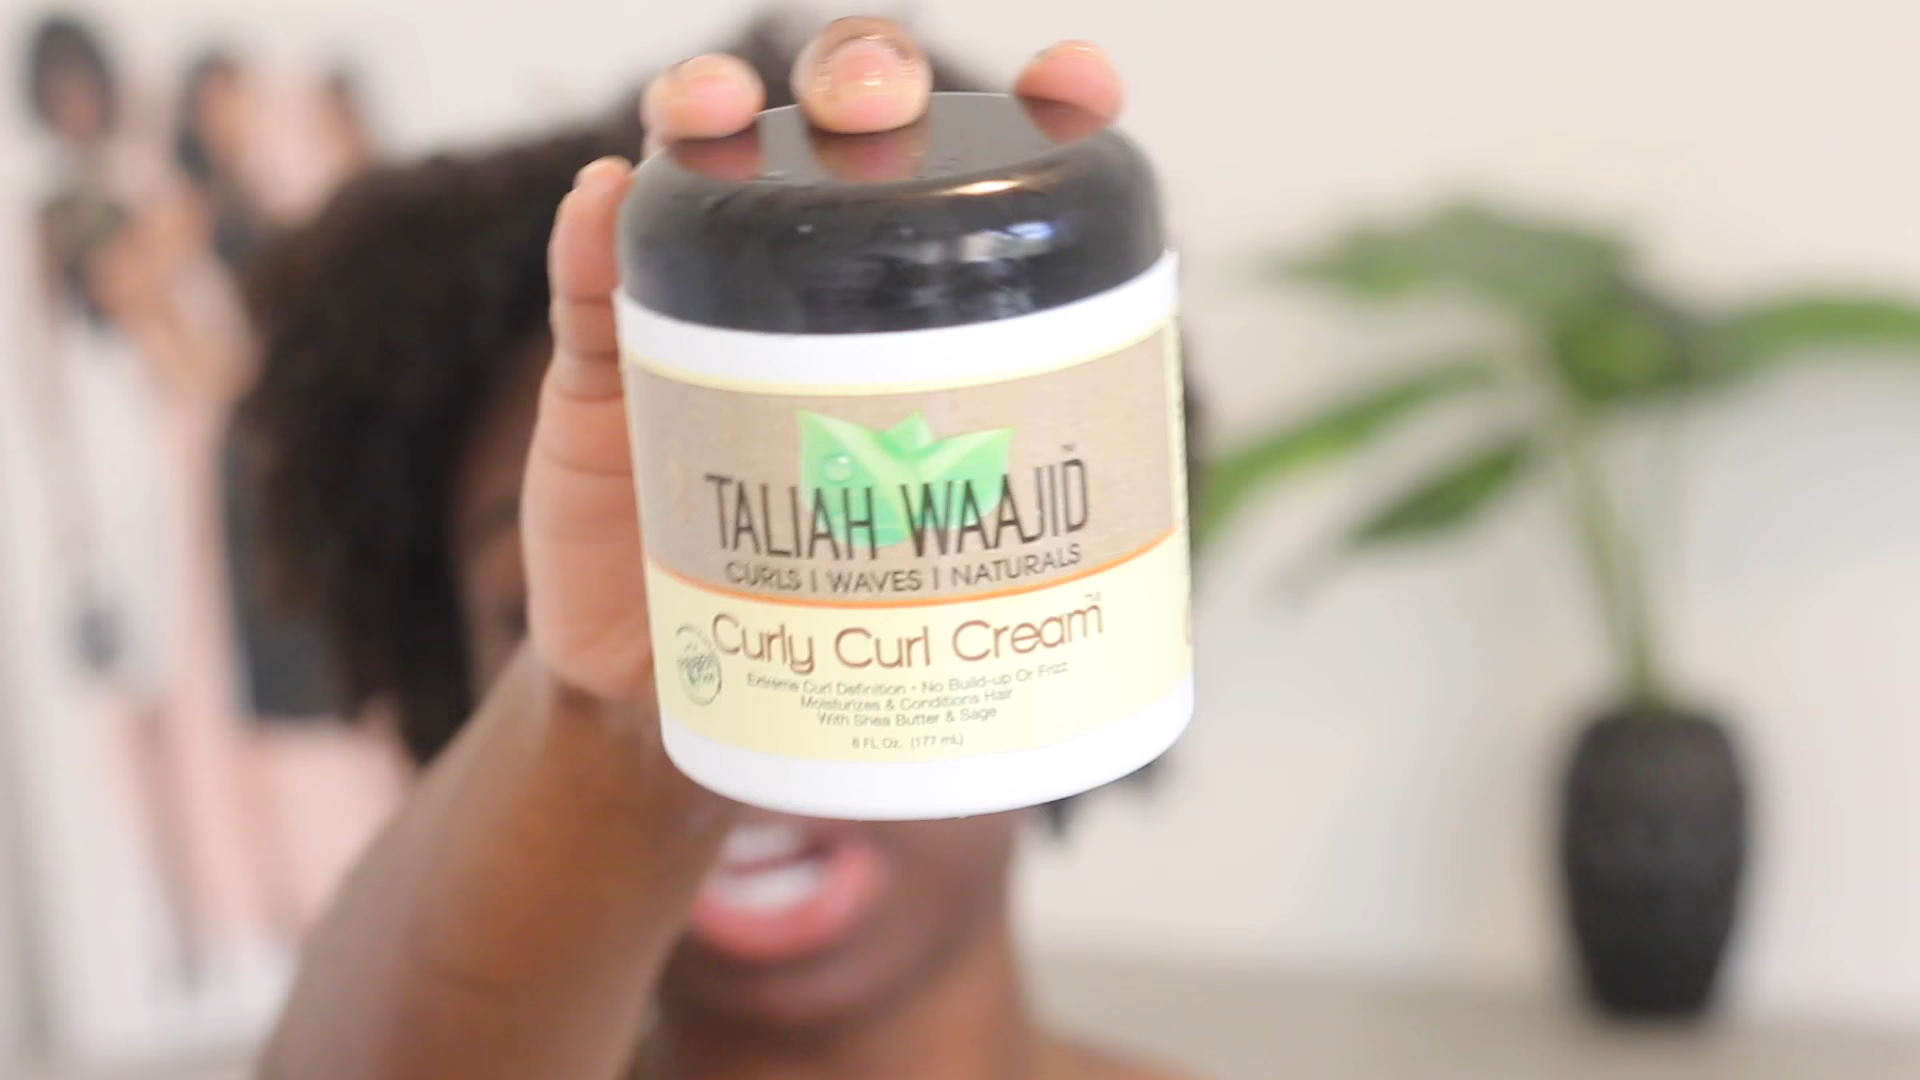 TALIAH WAAJID™
CURLS | WAVES | NATURALS
Curly Curl Cream
Extreme Curl Definition • No Build-up Or Frizz
Moisturizes & Conditions Hair
With Shea Butter & Sage
6 FL. Oz. (177 mL)